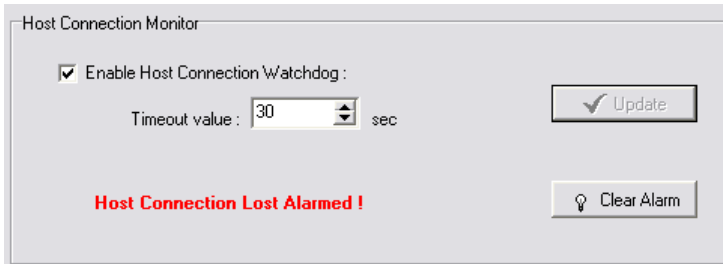 Host Connection Monitor
Enable Host Connection Watchdog :
Timeout value : 30 sec
Update
Host Connection Lost Alarmed !
Clear Alarm